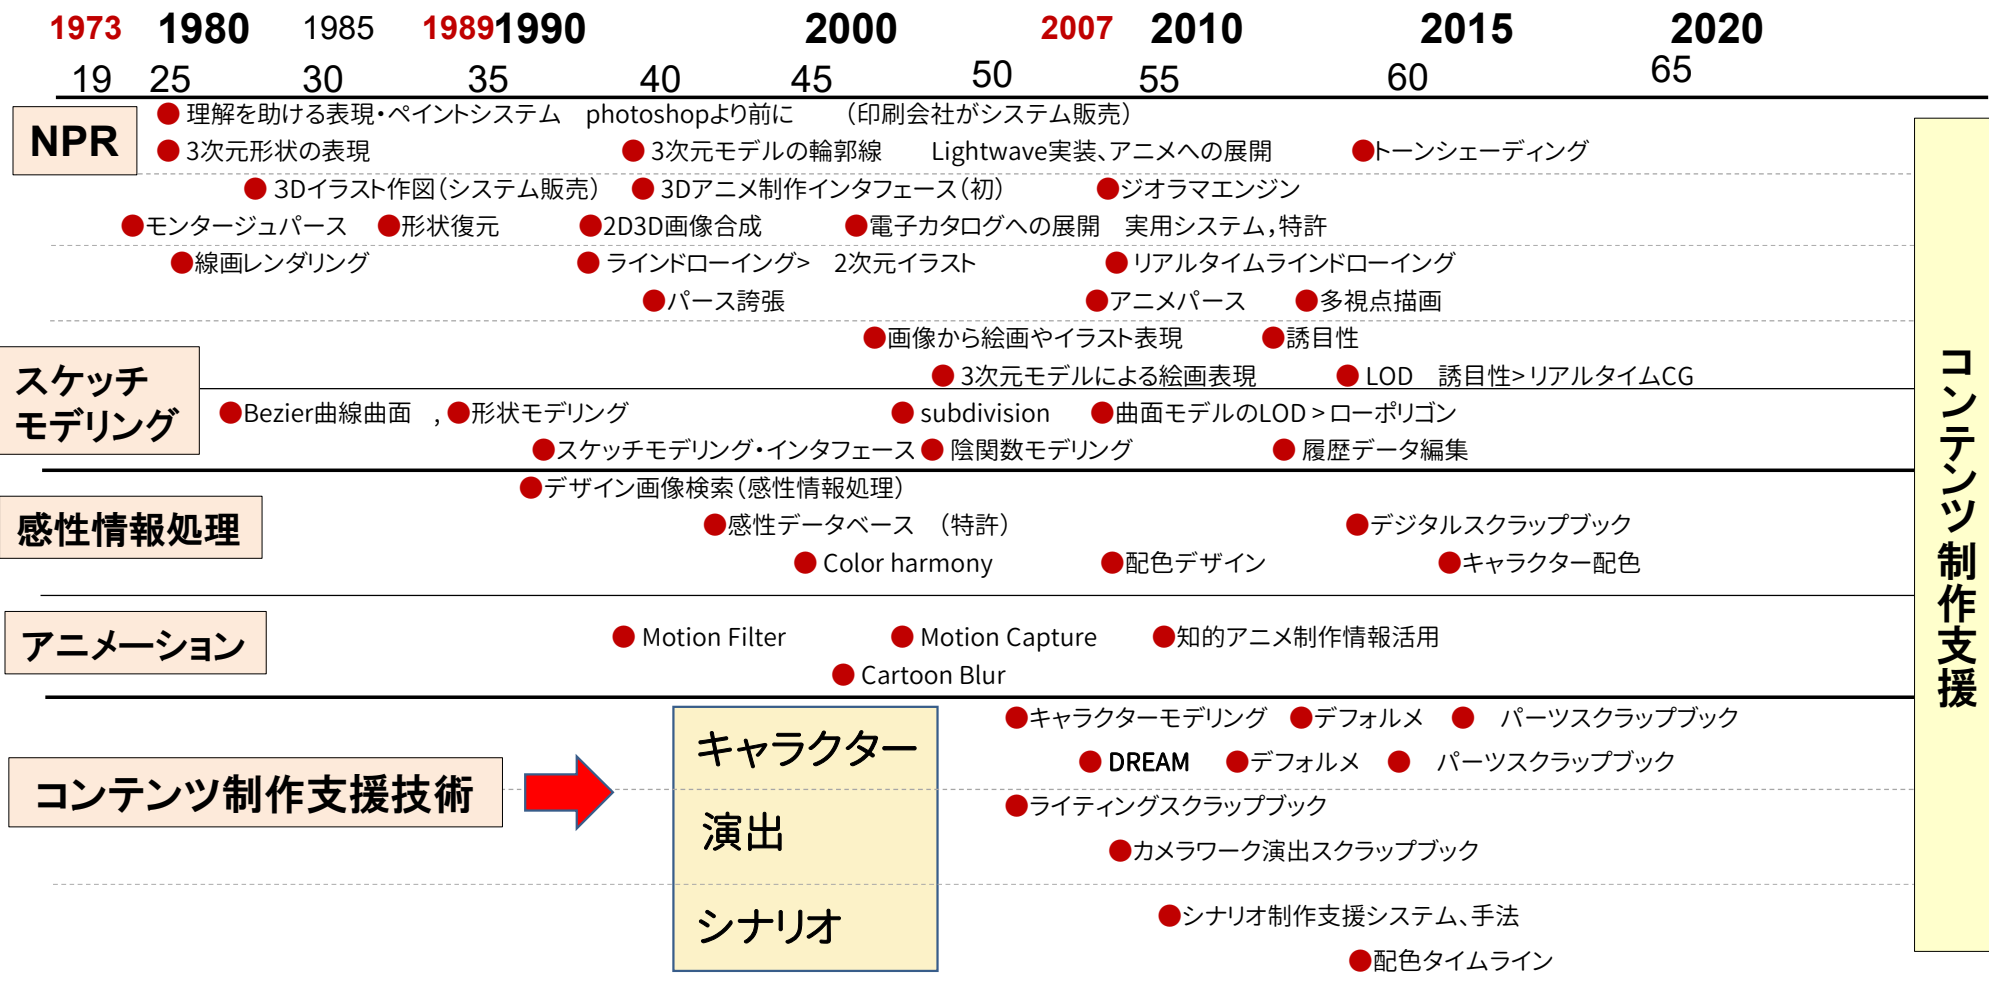 1973 1980 1985 1989 1990 2000 2007 2010 2015 2020
19 25 30 35 40 45 50 55 60 65
NPR
理解を助ける表現・ペイントシステム photoshopより前に （印刷会社がシステム販売）
3次元形状の表現 3次元モデルの輪郭線 Lightwave実装、アニメへの展開 トーンシェーディング
3Dイラスト作図（システム販売） 3Dアニメ制作インタフェース（初） ジオラマエンジン
モンタージュパース 形状復元 2D3D画像合成 電子カタログへの展開 実用システム，特許
線画レンダリング ラインドローイング> 2次元イラスト リアルタイムラインドローイング
パース誇張 アニメパース 多視点描画
画像から絵画やイラスト表現 誘目性
3次元モデルによる絵画表現 LOD 誘目性> リアルタイムCG
スケッチ
モデリング
Bezier曲線曲面 , 形状モデリング subdivision 曲面モデルのLOD > ローポリゴン
スケッチモデリング・インタフェース 陰関数モデリング 履歴データ編集
感性情報処理
デザイン画像検索（感性情報処理）
感性データベース （特許） デジタルスクラップブック
Color harmony 配色デザイン キャラクター配色
アニメーション
Motion Filter Motion Capture 知的アニメ制作情報活用
Cartoon Blur
コンテンツ制作支援技術
キャラクター
演出
シナリオ
キャラクターモデリング デフォルメ パーツスクラップブック
DREAM デフォルメ パーツスクラップブック
ライティングスクラップブック
カメラワーク演出スクラップブック
シナリオ制作支援システム、手法
配色タイムライン
コンテンツ制作支援